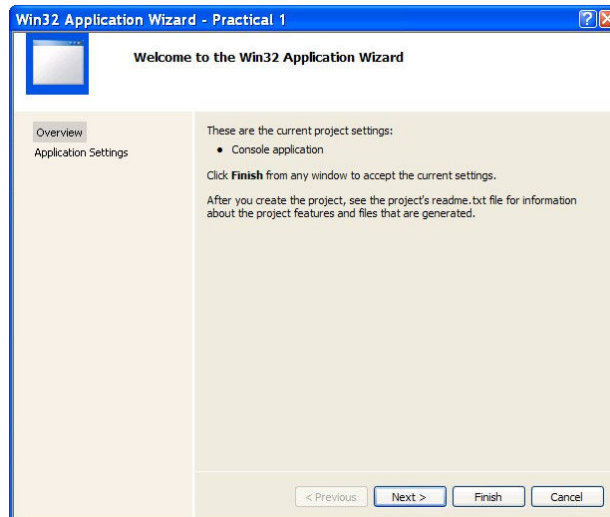 Win32 Application Wizard - Practical 1
Welcome to the Win32 Application Wizard
Overview
Application Settings
These are the current project settings:
• Console application
Click Finish from any window to accept the current settings.
After you create the project, see the project's readme.txt file for information
about the project features and files that are generated.
< Previous
Next >
Finish
Cancel